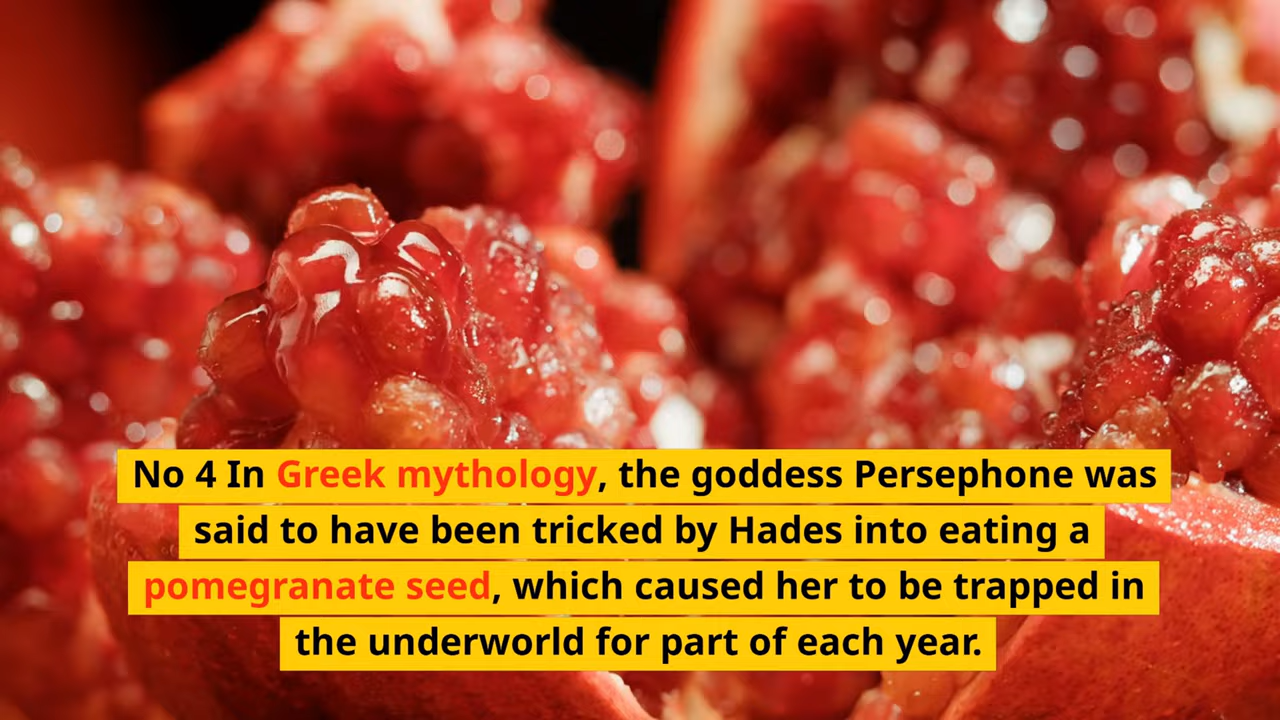 No 4 In Greek mythology, the goddess Persephone was
said to have been tricked by Hades into eating a
pomegranate seed, which caused her to be trapped in
the underworld for part of each year.